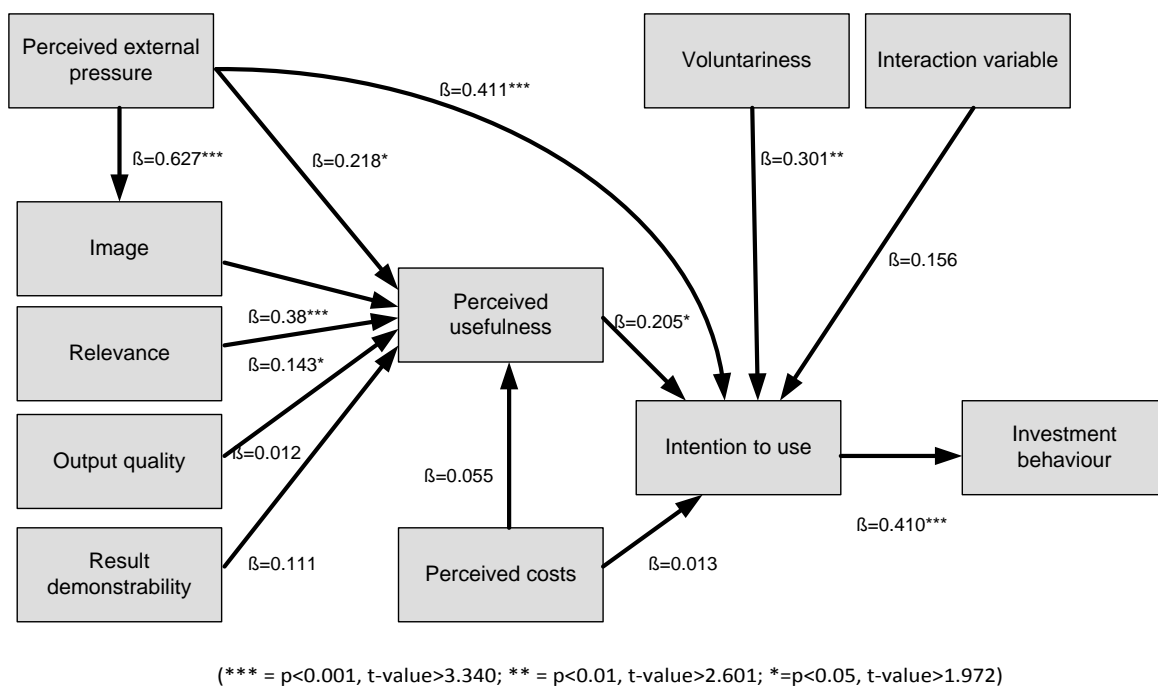 Perceived external
pressure
Voluntariness
Interaction variable
ß=0.411***
ß=0.627***
ß=0.218*
ß=0.301**
Image
ß=0.156
Perceived
usefulness
ß=0.38***
ß=0.205*
Relevance
ß=0.143*
Output quality
ß=0.012
Intention to use
Investment
behaviour
ß=0.055
ß=0.410***
Result
demonstrability
ß=0.111
Perceived costs
ß=0.013
(*** = p<0.001, t-value>3.340; ** = p<0.01, t-value>2.601; *=p<0.05, t-value>1.972)